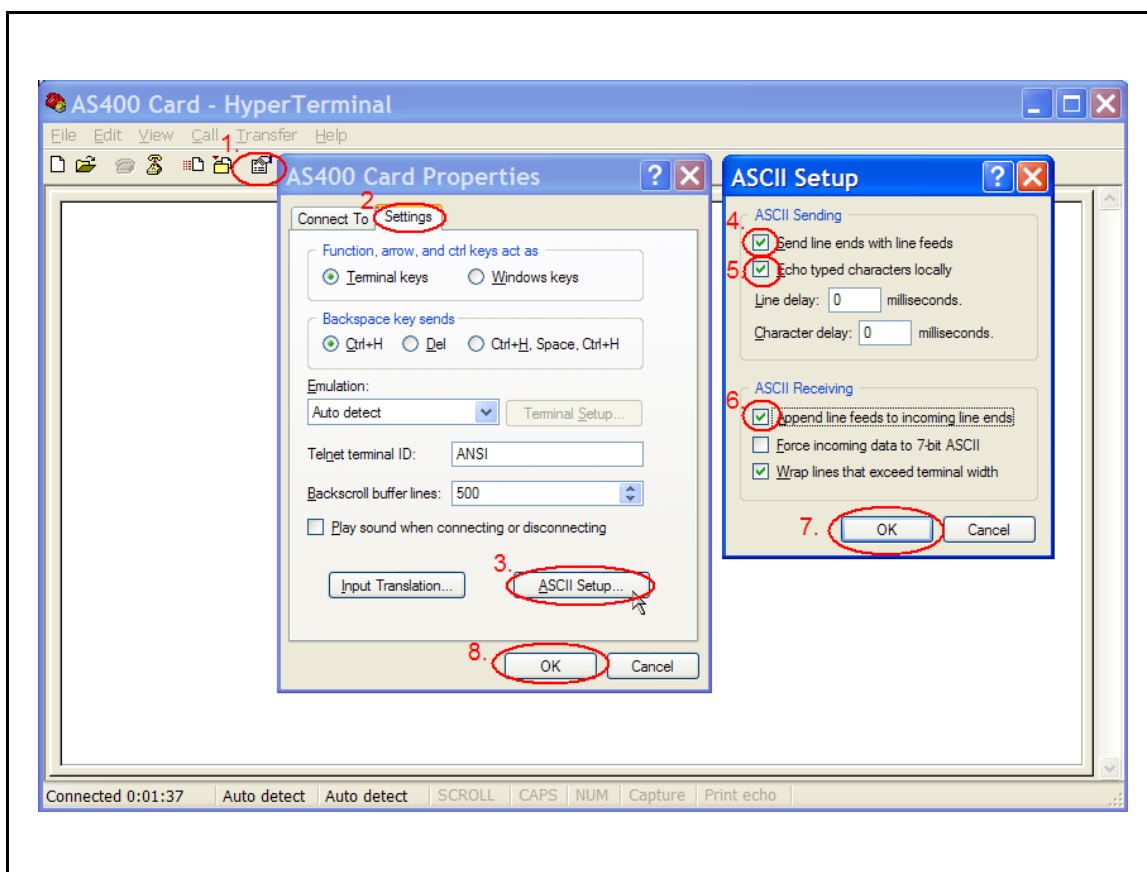 AS400 Card - HyperTerminal
File Edit View Call Transfer Help
1.
AS400 Card Properties
2.
Connect To Settings
Function, arrow, and ctrl keys act as
Terminal keys Windows keys
Backspace key sends
Ctrl+H Del Ctrl+H, Space, Ctrl+H
Emulation:
Auto detect Terminal Setup...
Telnet terminal ID: ANSI
Backscroll buffer lines: 500
Play sound when connecting or disconnecting
3.
Input Translation... ASCII Setup...
8.
OK Cancel
ASCII Setup
ASCII Sending
4. Send line ends with line feeds
5. Echo typed characters locally
Line delay: 0 milliseconds.
Character delay: 0 milliseconds.
ASCII Receiving
6. Append line feeds to incoming line ends
Force incoming data to 7-bit ASCII
Wrap lines that exceed terminal width
7. OK Cancel
Connected 0:01:37 Auto detect Auto detect SCROLL CAPS NUM Capture Print echo